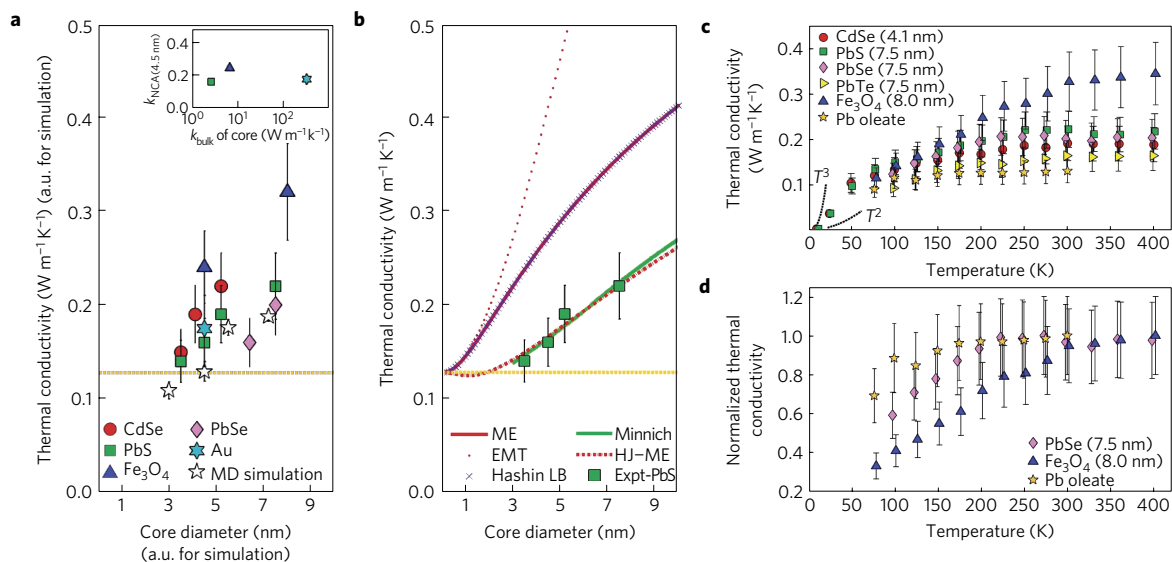 a
Thermal conductivity (W m⁻¹ K⁻¹) (a.u. for simulation)
0.5
0.4
0.3
0.2
0.1
0.0
1 3 5 7 9
Core diameter (nm)
(a.u. for simulation)
k_NCA (4.5 nm)
0.4
0.2
0.0
10⁰ 10² 10²
k_bulk of core (W m⁻¹k⁻¹)
CdSe
PbS
Fe₃O₄
PbSe
Au
MD simulation
b
Thermal conductivity (W m⁻¹ K⁻¹)
0.5
0.4
0.3
0.2
0.1
0.0
1 3 5 7 9
Core diameter (nm)
ME
EMT
Hashin LB
Minnich
HJ–ME
Expt-PbS
c
Thermal conductivity
(W m⁻¹ K⁻¹)
0.4
0.3
0.2
0.1
0 50 100 150 200 250 300 350 400
Temperature (K)
CdSe (4.1 nm)
PbS (7.5 nm)
PbSe (7.5 nm)
PbTe (7.5 nm)
Fe₃O₄ (8.0 nm)
Pb oleate
T³
T²
d
Normalized thermal
conductivity
1.2
1.0
0.8
0.6
0.4
0.2
0 50 100 150 200 250 300 350 400
Temperature (K)
PbSe (7.5 nm)
Fe₃O₄ (8.0 nm)
Pb oleate